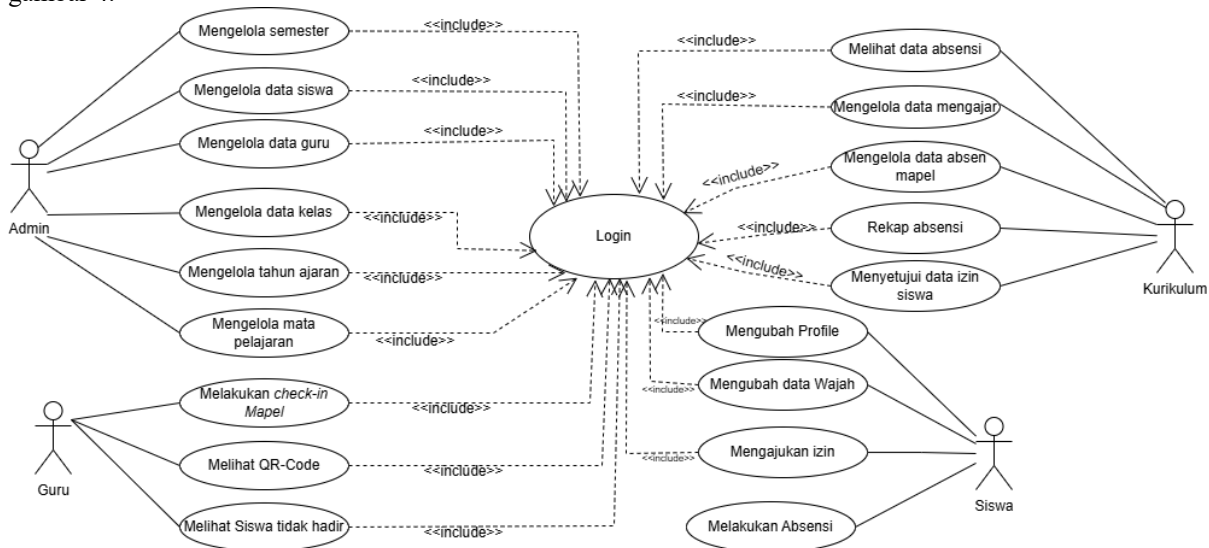 Mengelola semester
<<include>>
<<include>>
Melihat data absensi
Mengelola data siswa
<<include>>
<<include>>
Mengelola data mengajar
Mengelola data guru
<<include>>
<<include>>
Mengelola data absen
mapel
Admin
Mengelola data kelas
<<include>>
Login
<<include>>
Rekap absensi
Mengelola tahun ajaran
<<include>>
<<include>>
Menyetujui data izin
siswa
Kurikulum
Mengelola mata
pelajaran
<<include>>
<<include>>
Mengubah Profile
Melakukan check-in
Mapel
<<include>>
<<include>>
Mengubah data Wajah
Guru
Melihat QR-Code
<<include>>
<<include>>
Mengajukan izin
Siswa
Melihat Siswa tidak hadir
<<include>>
Melakukan Absensi